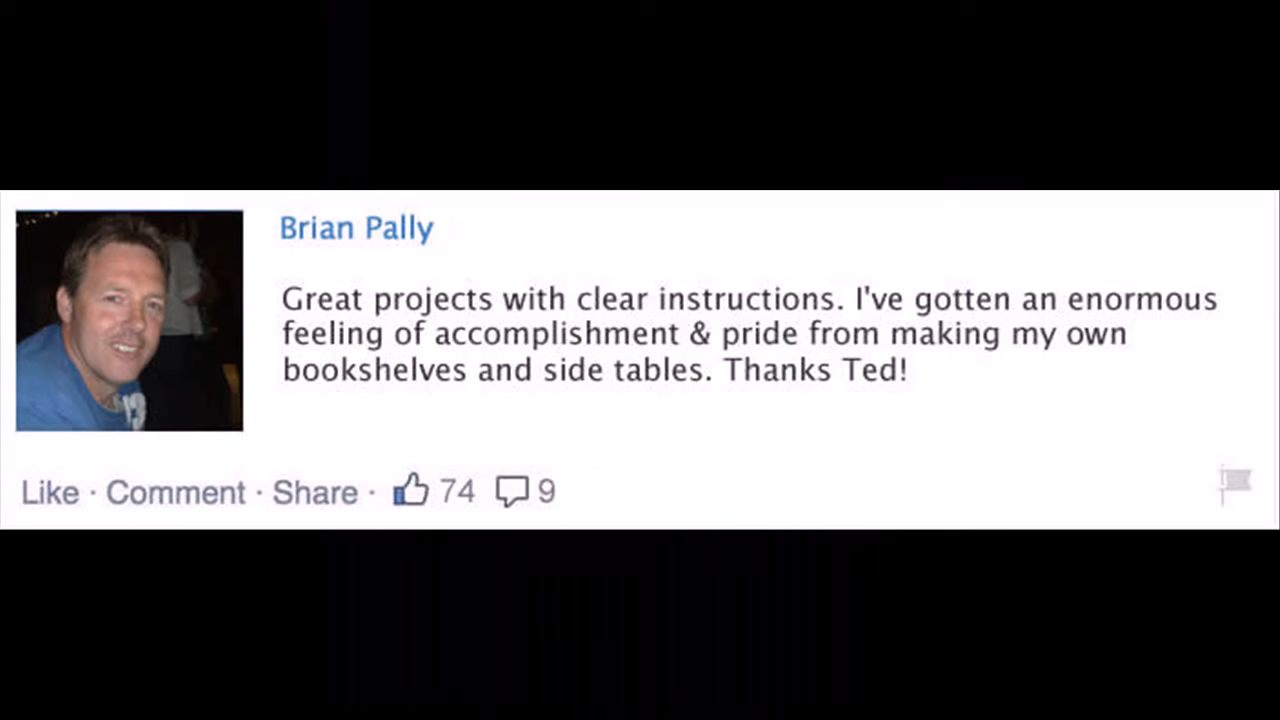 Brian Pally
Great projects with clear instructions. I've gotten an enormous
feeling of accomplishment & pride from making my own
bookshelves and side tables. Thanks Ted!
Like · Comment · Share · 74 9